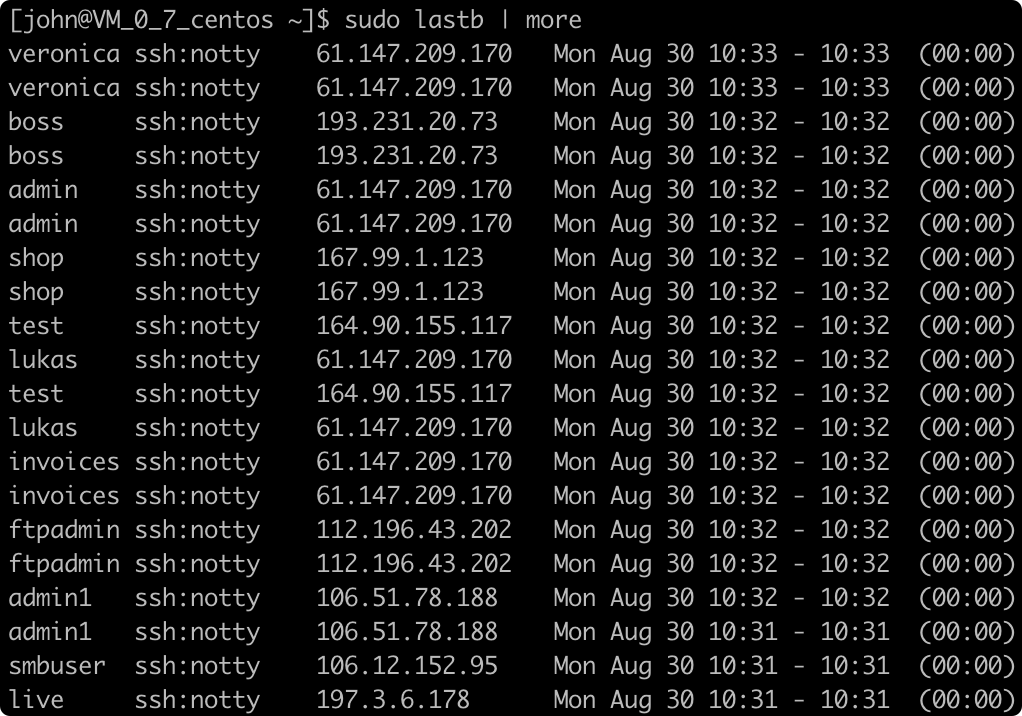 [john@VM_0_7_centos ~]$ sudo lastb | more
veronica ssh:notty    61.147.209.170   Mon Aug 30 10:33 - 10:33  (00:00)
veronica ssh:notty    61.147.209.170   Mon Aug 30 10:33 - 10:33  (00:00)
boss     ssh:notty    193.231.20.73    Mon Aug 30 10:32 - 10:32  (00:00)
boss     ssh:notty    193.231.20.73    Mon Aug 30 10:32 - 10:32  (00:00)
admin    ssh:notty    61.147.209.170   Mon Aug 30 10:32 - 10:32  (00:00)
admin    ssh:notty    61.147.209.170   Mon Aug 30 10:32 - 10:32  (00:00)
shop     ssh:notty    167.99.1.123     Mon Aug 30 10:32 - 10:32  (00:00)
shop     ssh:notty    167.99.1.123     Mon Aug 30 10:32 - 10:32  (00:00)
test     ssh:notty    164.90.155.117   Mon Aug 30 10:32 - 10:32  (00:00)
lukas    ssh:notty    61.147.209.170   Mon Aug 30 10:32 - 10:32  (00:00)
test     ssh:notty    164.90.155.117   Mon Aug 30 10:32 - 10:32  (00:00)
lukas    ssh:notty    61.147.209.170   Mon Aug 30 10:32 - 10:32  (00:00)
invoices ssh:notty    61.147.209.170   Mon Aug 30 10:32 - 10:32  (00:00)
invoices ssh:notty    61.147.209.170   Mon Aug 30 10:32 - 10:32  (00:00)
ftpadmin ssh:notty    112.196.43.202   Mon Aug 30 10:32 - 10:32  (00:00)
ftpadmin ssh:notty    112.196.43.202   Mon Aug 30 10:32 - 10:32  (00:00)
admin1   ssh:notty    106.51.78.188    Mon Aug 30 10:32 - 10:32  (00:00)
admin1   ssh:notty    106.51.78.188    Mon Aug 30 10:31 - 10:31  (00:00)
smbuser  ssh:notty    106.12.152.95    Mon Aug 30 10:31 - 10:31  (00:00)
live     ssh:notty    197.3.6.178      Mon Aug 30 10:31 - 10:31  (00:00)